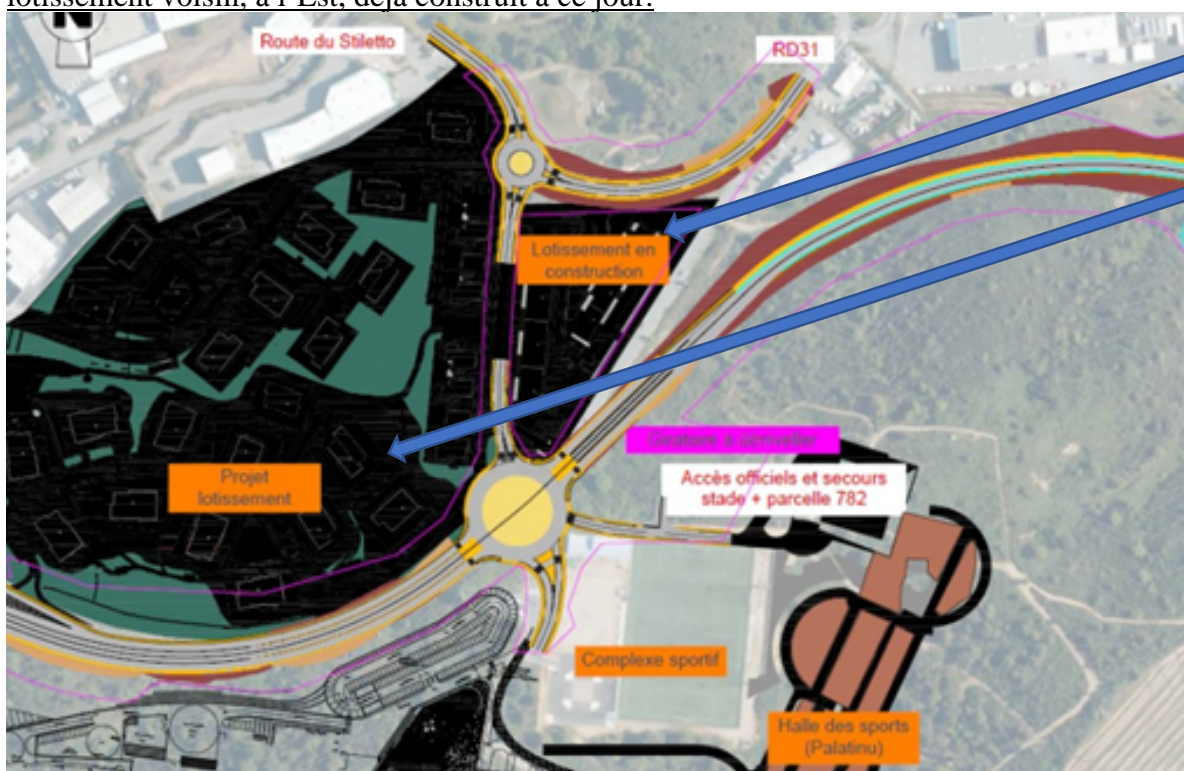 lotissement voisin, à l'Est, déjà construit à ce jour.
N
Route du Stiletto
RD31
Lotissement en
construction
Giratoire à déniveller
Projet
lotissement
Accès officiels et secours
stade + parcelle 782
Complexe sportif
Halle des sports
(Palatinu)